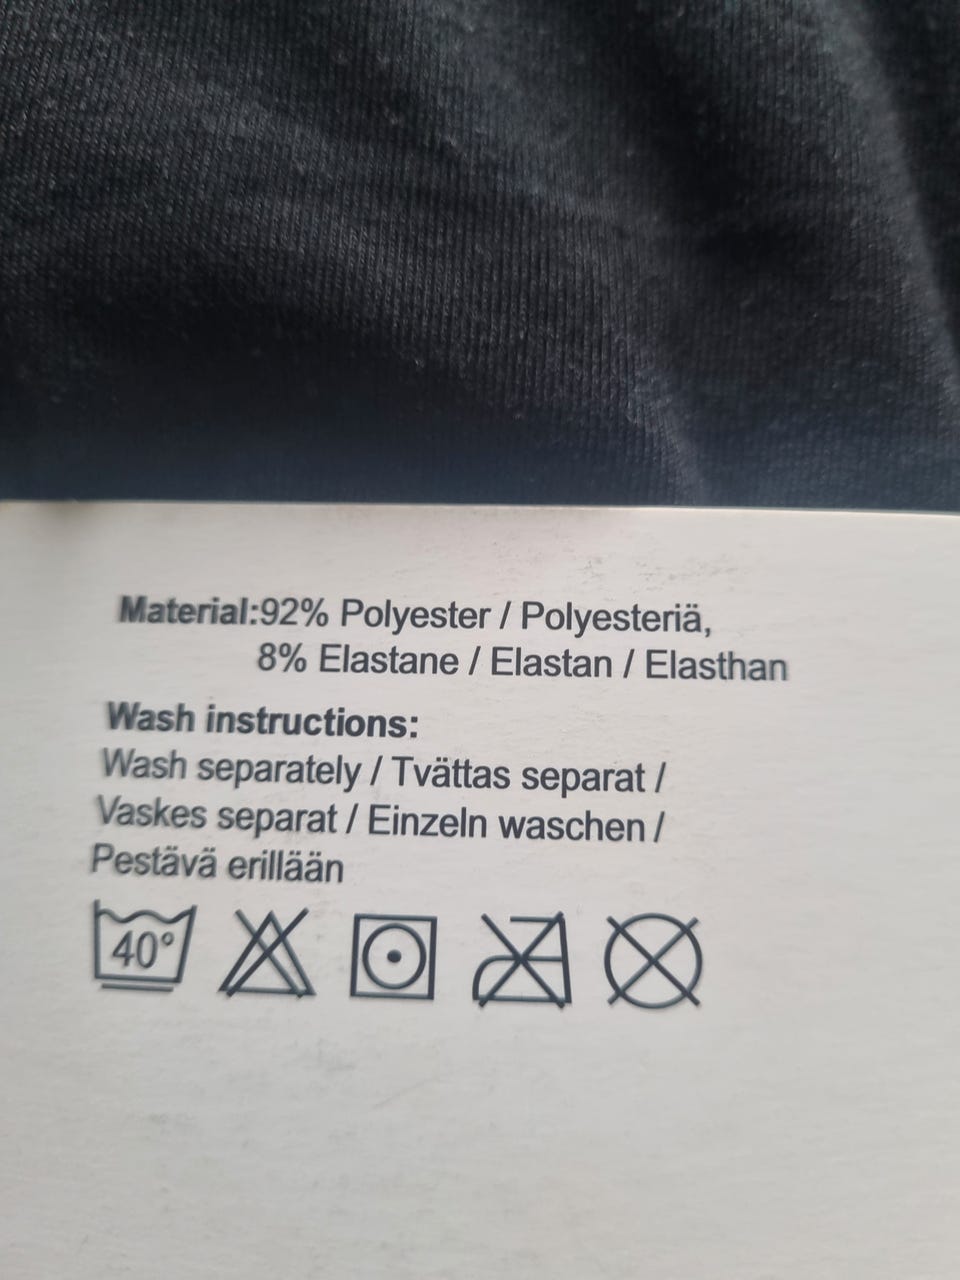 Material:92% Polyester / Polyesteriä,
8% Elastane / Elastan / Elasthan
Wash instructions:
Wash separately / Tvättas separat /
Vaskes separat / Einzeln waschen /
Pestävä erillään
40°